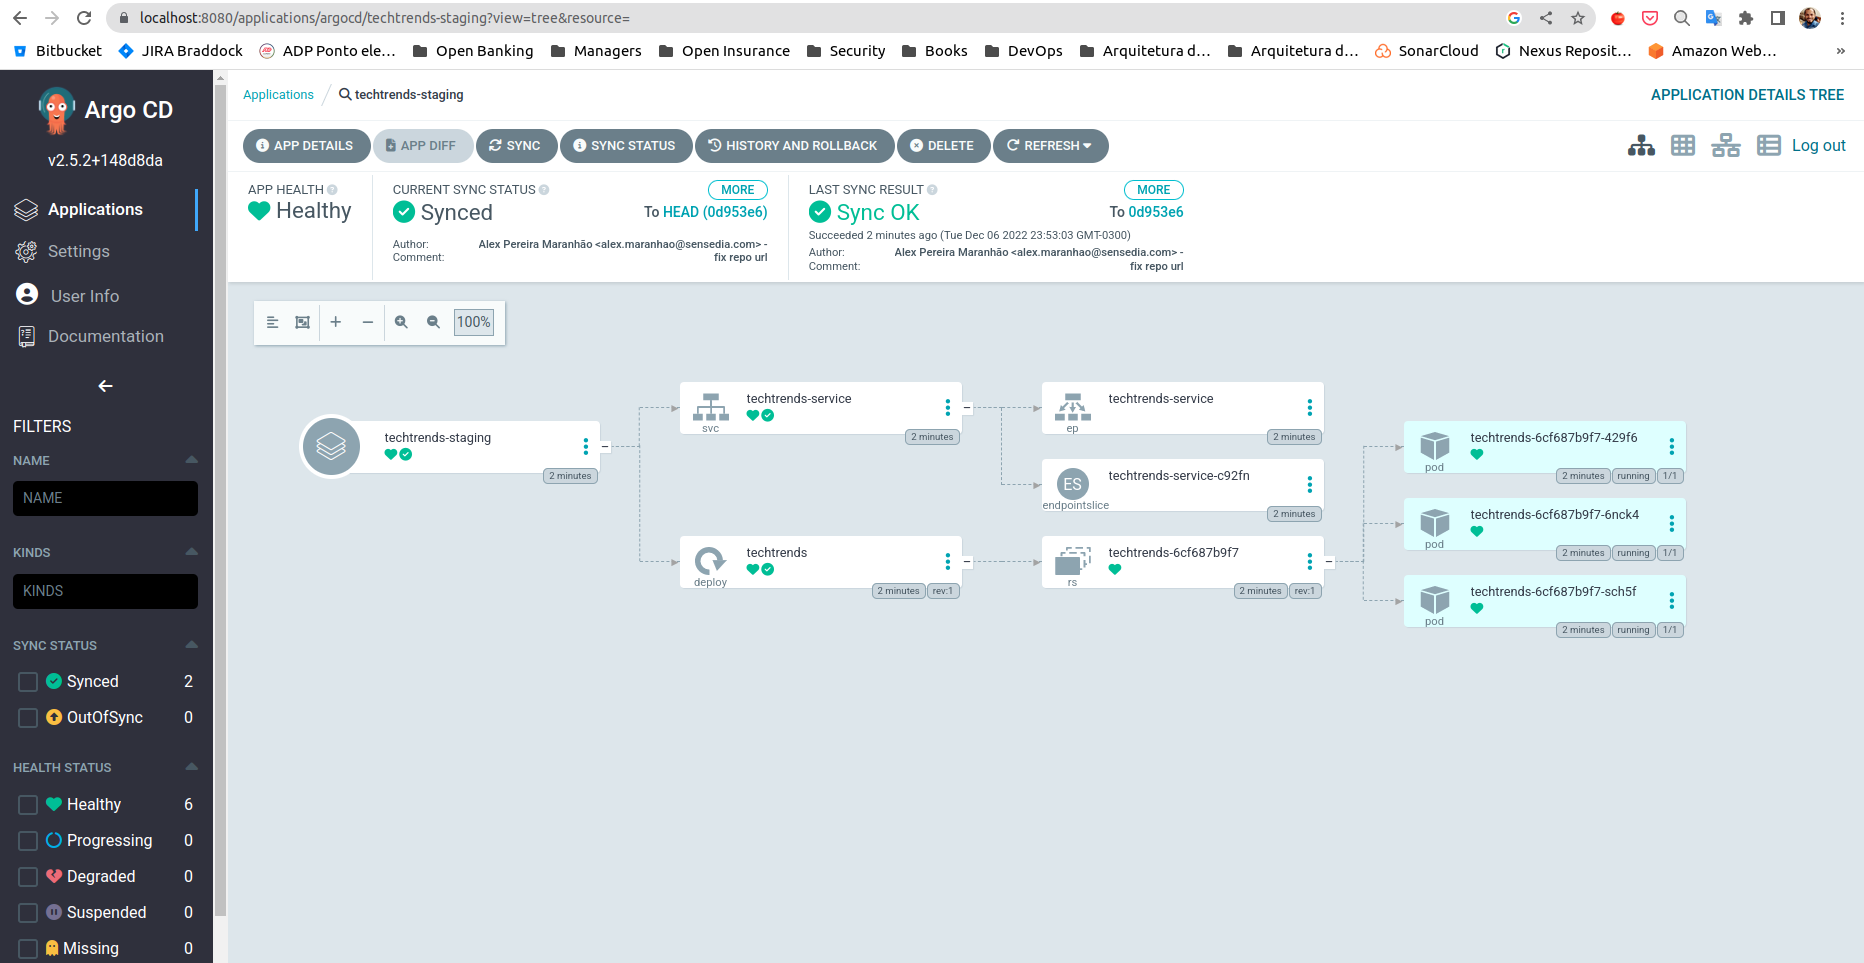 localhost:8080/applications/argocd/techtrends-staging?view=tree&resource=
Bitbucket JIRA Braddock ADP Ponto ele... Open Banking Managers Open Insurance Security Books DevOps Arquitetura d... Arquitetura d... SonarCloud Nexus Reposit... Amazon Web... »
Argo CD
v2.5.2+148d8da
Applications
Settings
User Info
Documentation
FILTERS
NAME
NAME
KINDS
KINDS
SYNC STATUS
Synced 2
OutOfSync 0
HEALTH STATUS
Healthy 6
Progressing 0
Degraded 0
Suspended 0
Missing 0
Applications / techtrends-staging
APPLICATION DETAILS TREE
APP DETAILS APP DIFF SYNC SYNC STATUS HISTORY AND ROLLBACK DELETE REFRESH
Log out
APP HEALTH
Healthy
CURRENT SYNC STATUS MORE
Synced To HEAD (0d953e6)
Author: Alex Pereira Maranhão <alex.maranhao@sensedia.com> -
Comment: fix repo url
LAST SYNC RESULT MORE
Sync OK To 0d953e6
Succeeded 2 minutes ago (Tue Dec 06 2022 23:53:03 GMT-0300)
Author: Alex Pereira Maranhão <alex.maranhao@sensedia.com> -
Comment: fix repo url
100%
techtrends-staging
2 minutes
techtrends-service
svc
2 minutes
techtrends
deploy
2 minutes rev:1
techtrends-service
ep
2 minutes
ES
techtrends-service-c92fn
endpointslice
2 minutes
techtrends-6cf687b9f7
rs
2 minutes rev:1
techtrends-6cf687b9f7-429f6
pod
2 minutes running 1/1
techtrends-6cf687b9f7-6nck4
pod
2 minutes running 1/1
techtrends-6cf687b9f7-sch5f
pod
2 minutes running 1/1